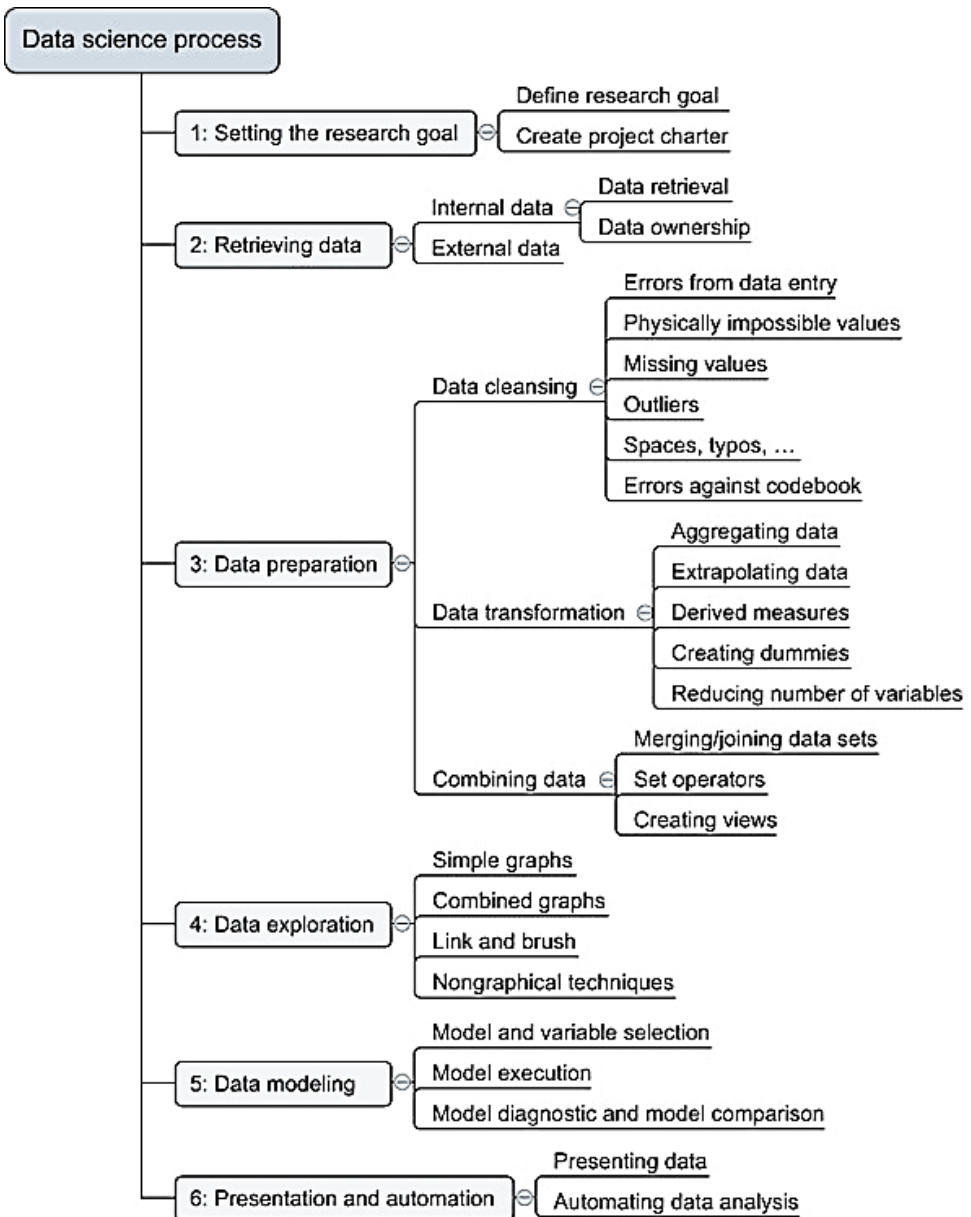 Data science process
1: Setting the research goal
Define research goal
Create project charter
2: Retrieving data
Internal data
Data retrieval
Data ownership
External data
3: Data preparation
Data cleansing
Errors from data entry
Physically impossible values
Missing values
Outliers
Spaces, typos, ...
Errors against codebook
Data transformation
Aggregating data
Extrapolating data
Derived measures
Creating dummies
Reducing number of variables
Combining data
Merging/joining data sets
Set operators
Creating views
4: Data exploration
Simple graphs
Combined graphs
Link and brush
Nongraphical techniques
5: Data modeling
Model and variable selection
Model execution
Model diagnostic and model comparison
6: Presentation and automation
Presenting data
Automating data analysis